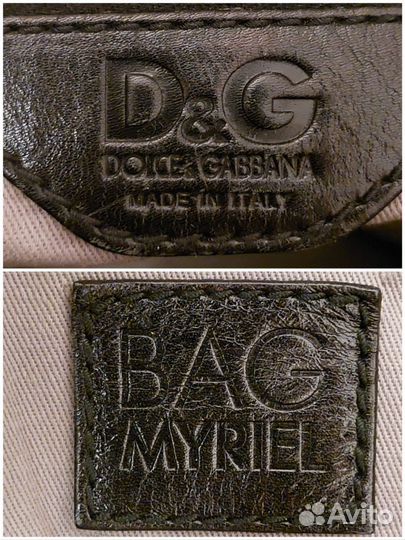 D&G
DOLCE & GABBANA
MADE IN ITALY
BAG
MYRIEL
Avito